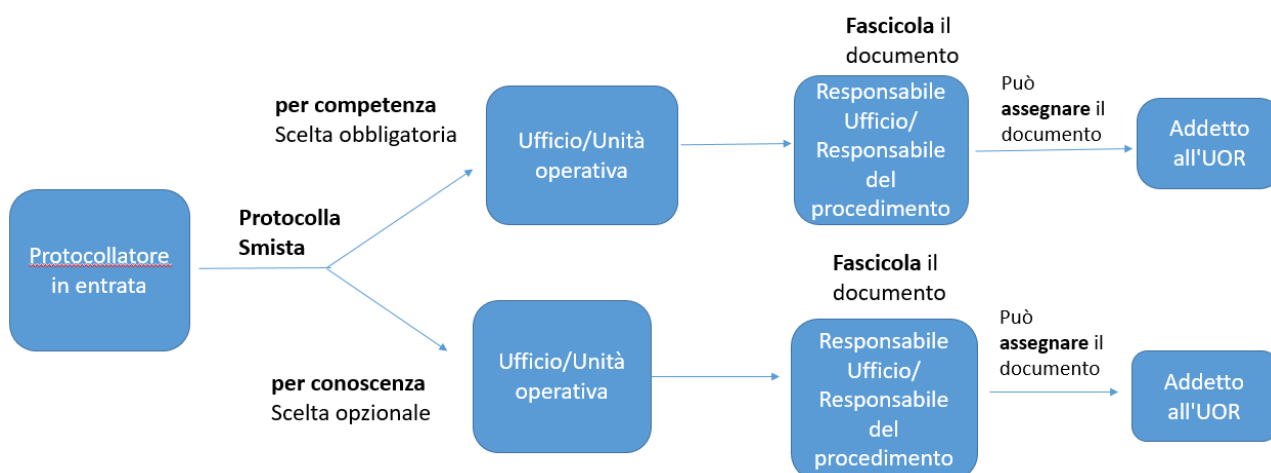 Protocollatore
in entrata
Protocolla
Smista
per competenza
Scelta obbligatoria
Ufficio/Unità
operativa
Fascicola il
documento
Responsabile
Ufficio/
Responsabile
del
procedimento
Può
assegnare il
documento
Addetto
all'UOR
per conoscenza
Scelta opzionale
Ufficio/Unità
operativa
Fascicola il
documento
Responsabile
Ufficio/
Responsabile
del
procedimento
Può
assegnare il
documento
Addetto
all'UOR